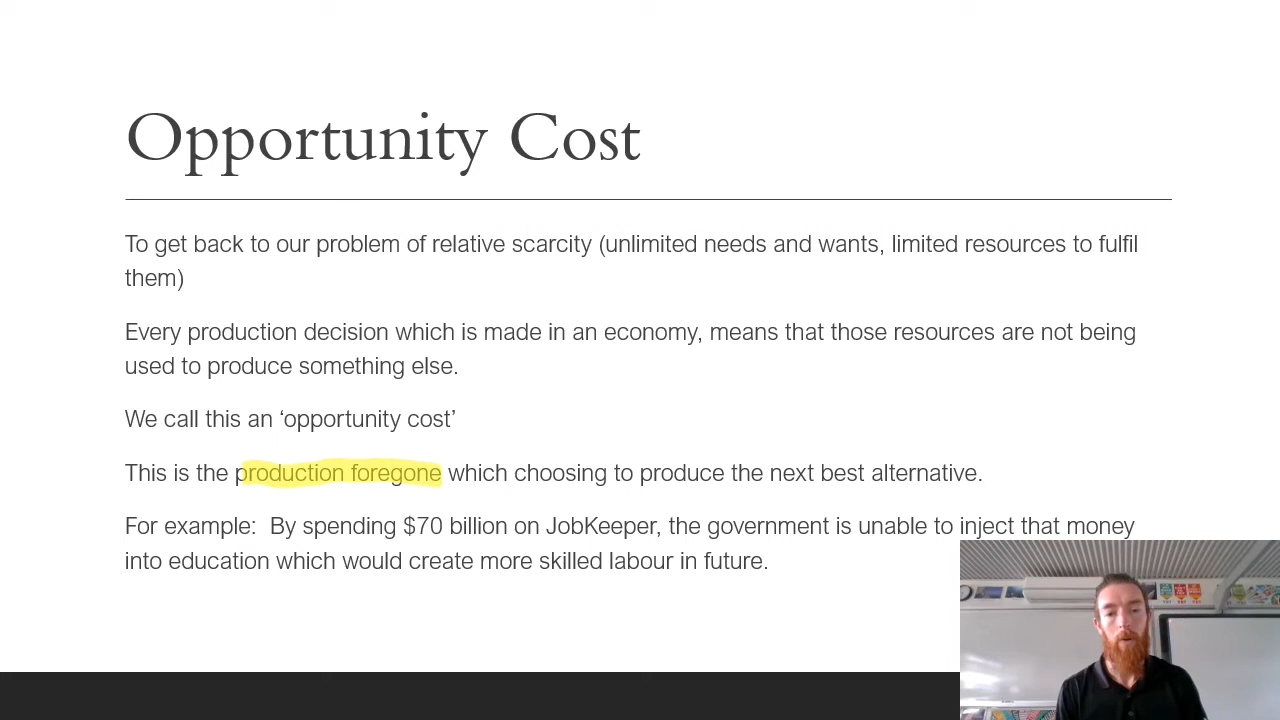 Opportunity Cost
To get back to our problem of relative scarcity (unlimited needs and wants, limited resources to fulfil
them)
Every production decision which is made in an economy, means that those resources are not being
used to produce something else.
We call this an ‘opportunity cost’
This is the production foregone which choosing to produce the next best alternative.
For example:  By spending $70 billion on JobKeeper, the government is unable to inject that money
into education which would create more skilled labour in future.